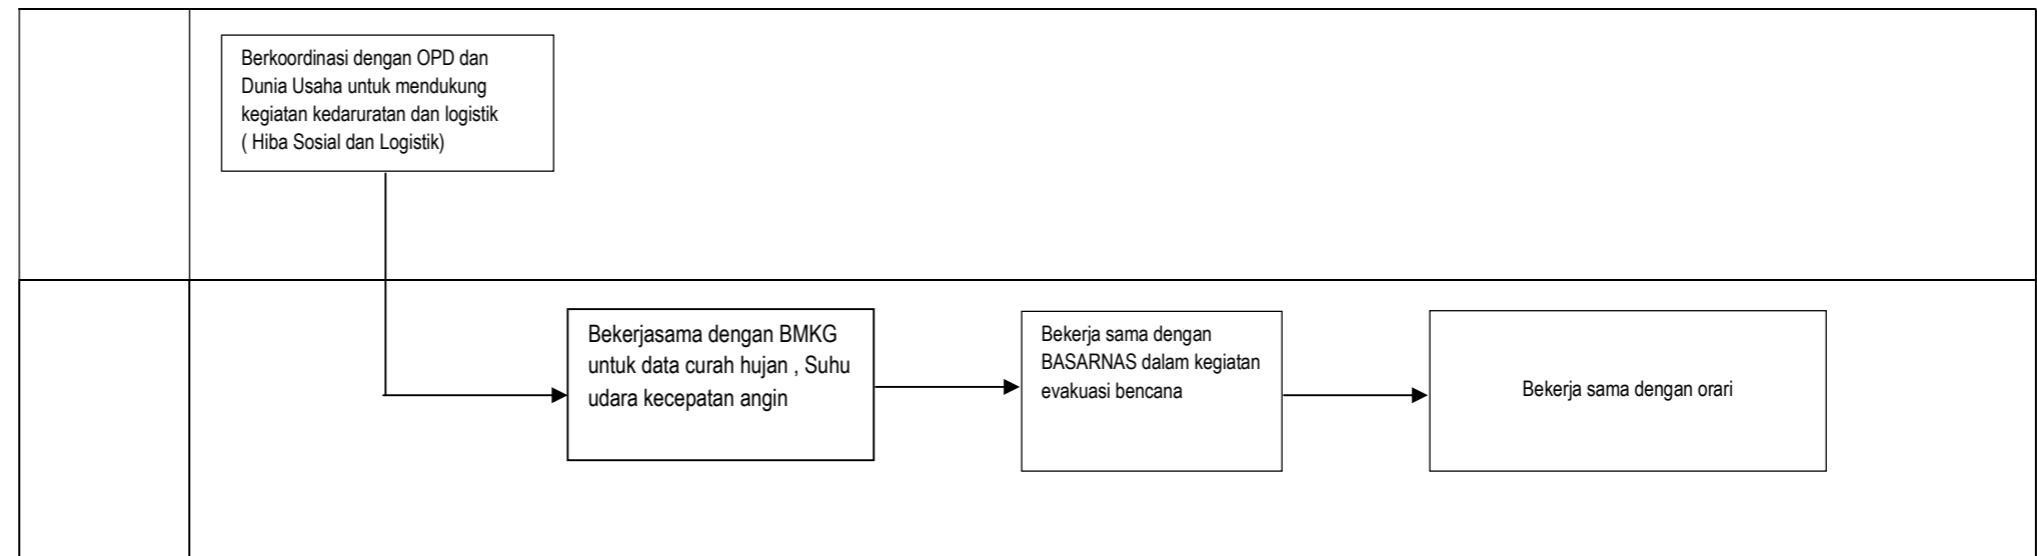 Berkoordinasi dengan OPD dan
Dunia Usaha untuk mendukung
kegiatan kedaruratan dan logistik
( Hiba Sosial dan Logistik)
Bekerjasama dengan BMKG
untuk data curah hujan , Suhu
udara kecepatan angin
Bekerja sama dengan
BASARNAS dalam kegiatan
evakuasi bencana
Bekerja sama dengan orari